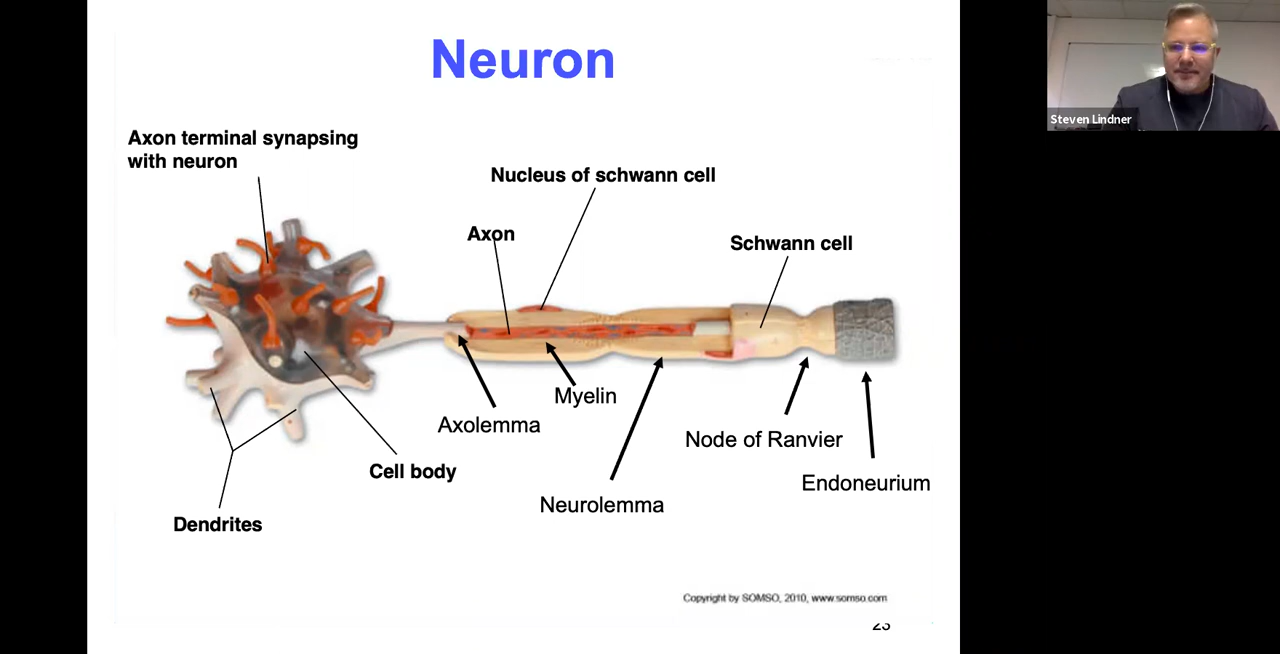 Neuron
Steven Lindner
Axon terminal synapsing
with neuron
Nucleus of schwann cell
Axon
Schwann cell
Myelin
Axolemma
Node of Ranvier
Cell body
Endoneurium
Neurolemma
Dendrites
Copyright by SOMSO, 2010, www.somso.com
23